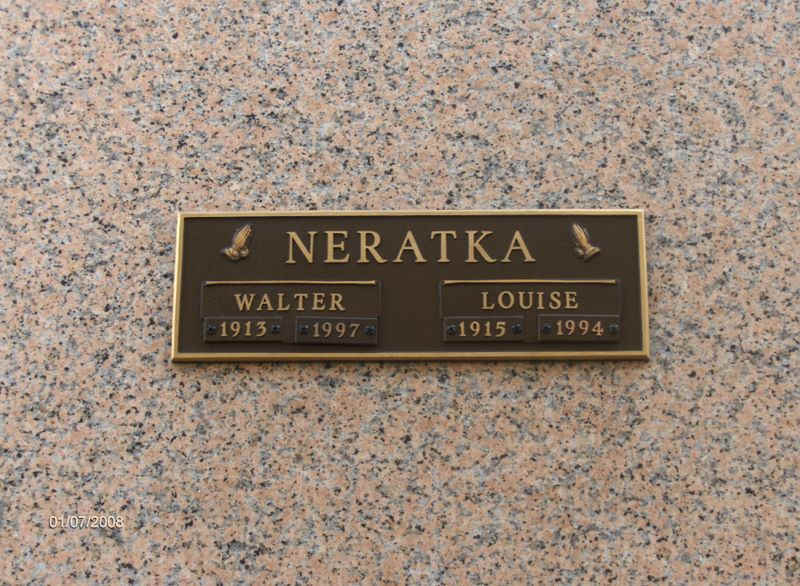 NERATKA
WALTER LOUISE
1913 1997 1915 1994
01/07/2008